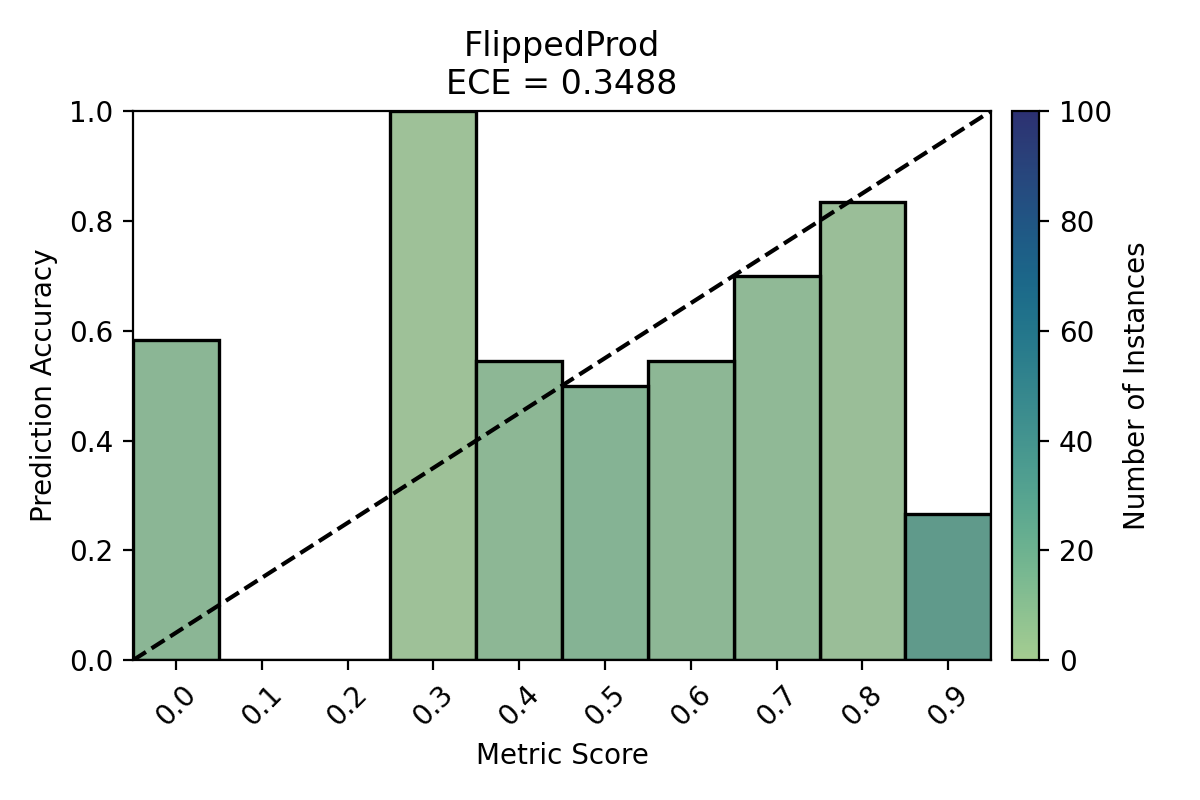 FlippedProd
ECE = 0.3488
1.0
0.8
0.6
0.4
0.2
0.0
Prediction Accuracy
0.0 0.1 0.2 0.3 0.4 0.5 0.6 0.7 0.8 0.9
Metric Score
100
80
60
40
20
0
Number of Instances